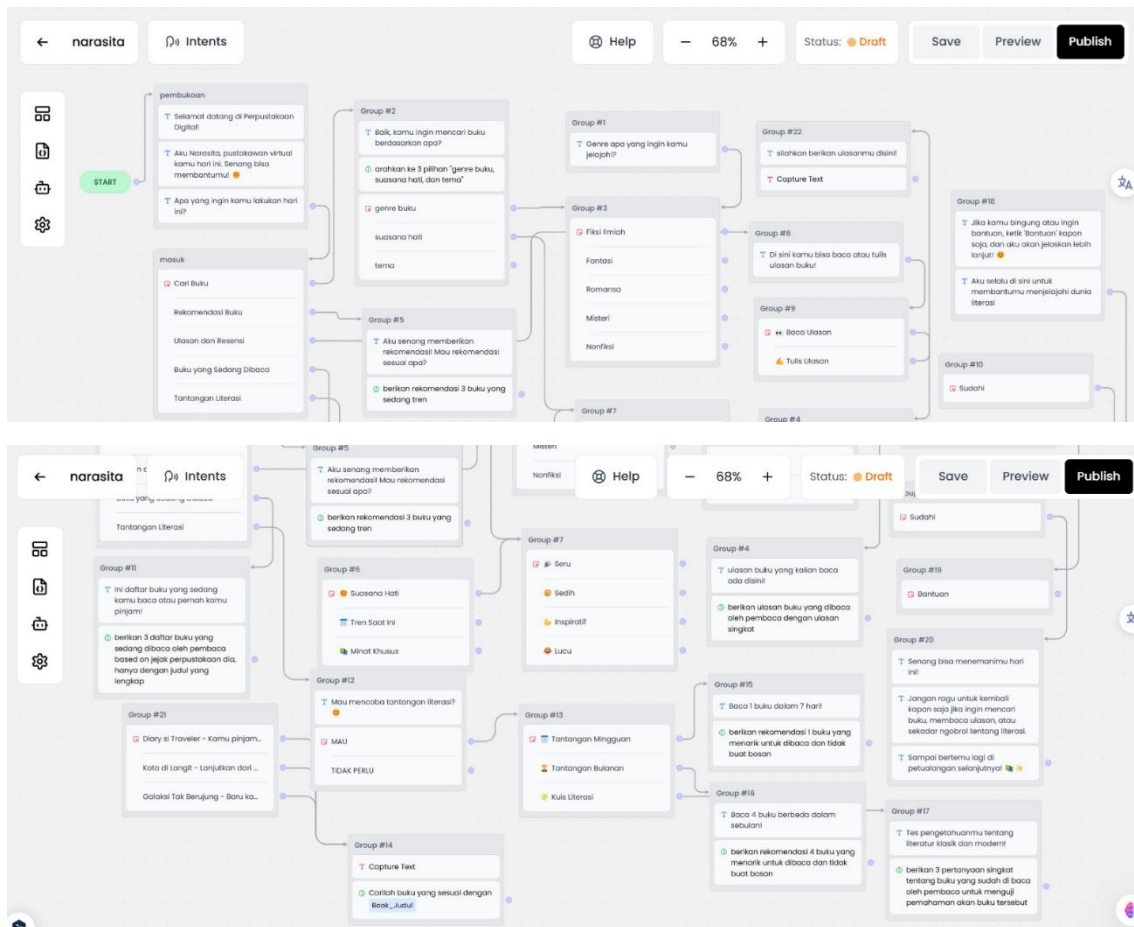 narasita
Intents
Help
68%
Status: Draft
Save
Preview
Publish
START
pembukaan
Selamat datang di Perpustakaan
Digital!
Aku Narasita, pustakawan virtual
kamu hari ini. Senang bisa
membantumu! 😊
Apa yang ingin kamu lakukan hari
ini?
masuk
Cari Buku
Rekomendasi Buku
Ulasan dan Resensi
Buku yang Sedang Dibaca
Tantangan Literasi
Group #2
Baik, kamu ingin mencari buku
berdasarkan apa?
arahkan ke 3 pilihan "genre buku,
suasana hati, dan tema"
genre buku
suasana hati
tema
Group #5
Aku senang memberikan
rekomendasi! Mau rekomendasi
sesuai apa?
berikan rekomendasi 3 buku yang
sedang tren
Group #1
Genre apa yang ingin kamu
jelajahi?
Group #3
Fiksi Ilmiah
Fantasi
Romansa
Misteri
Nonfiksi
Group #7
Group #22
silahkan berikan ulasanmu disini!
Capture Text
Group #8
Di sini kamu bisa baca atau tulis
ulasan buku!
Group #9
👀 Baca Ulasan
✍️ Tulis Ulasan
Group #4
Group #18
Jika kamu bingung atau ingin
bantuan, ketik 'Bantuan' kapan
saja, dan aku akan jelaskan lebih
lanjut! 😊
Aku selalu di sini untuk
membantumu menjelajahi dunia
literasi
Group #10
Sudahi
narasita
Intents
Help
68%
Status: Draft
Save
Preview
Publish
Tantangan Literasi
Group #5
Aku senang memberikan
rekomendasi! Mau rekomendasi
sesuai apa?
berikan rekomendasi 3 buku yang
sedang tren
Misteri
Nonfiksi
Sudahi
Group #11
Ini daftar buku yang sedang
kamu baca atau pernah kamu
pinjam!
berikan 3 daftar buku yang
sedang dibaca oleh pembaca
based on jejak perpustakaan dia,
hanya dengan judul yang
lengkap
Group #6
😊 Suasana Hati
Tren Saat Ini
📚 Minat Khusus
Group #7
🎉 Seru
😢 Sedih
💪 Inspiratif
😂 Lucu
Group #4
ulasan buku yang kalian baca
ada disini!
berikan ulasan buku yang dibaca
oleh pembaca dengan ulasan
singkat
Group #19
Bantuan
Group #20
Senang bisa menemanimu hari
ini!
Jangan ragu untuk kembali
kapan saja jika ingin mencari
buku, membaca ulasan, atau
sekadar ngobrol tentang literasi.
Sampai bertemu lagi di
petualangan selanjutnya! 📚 ✨
Group #21
Diary si Traveler - Kamu pinjam...
Kota di Langit - Lanjutkan dari ...
Galaksi Tak Berujung - Baru ka...
Group #12
Mau mencoba tantangan literasi?
😊
MAU
TIDAK PERLU
Group #13
Tantangan Mingguan
⏳ Tantangan Bulanan
🌟 Kuis Literasi
Group #15
Baca 1 buku dalam 7 hari!
berikan rekomendasi 1 buku yang
menarik untuk dibaca dan tidak
buat bosan
Group #16
Baca 4 buku berbeda dalam
sebulan!
berikan rekomendasi 4 buku yang
menarik untuk dibaca dan tidak
buat bosan
Group #17
Tes pengetahuanmu tentang
literatur klasik dan modern!
berikan 3 pertanyaan singkat
tentang buku yang sudah di baca
oleh pembaca untuk menguji
pemahaman akan buku tersebut
Group #14
Capture Text
Carilah buku yang sesuai dengan
Book_Judul